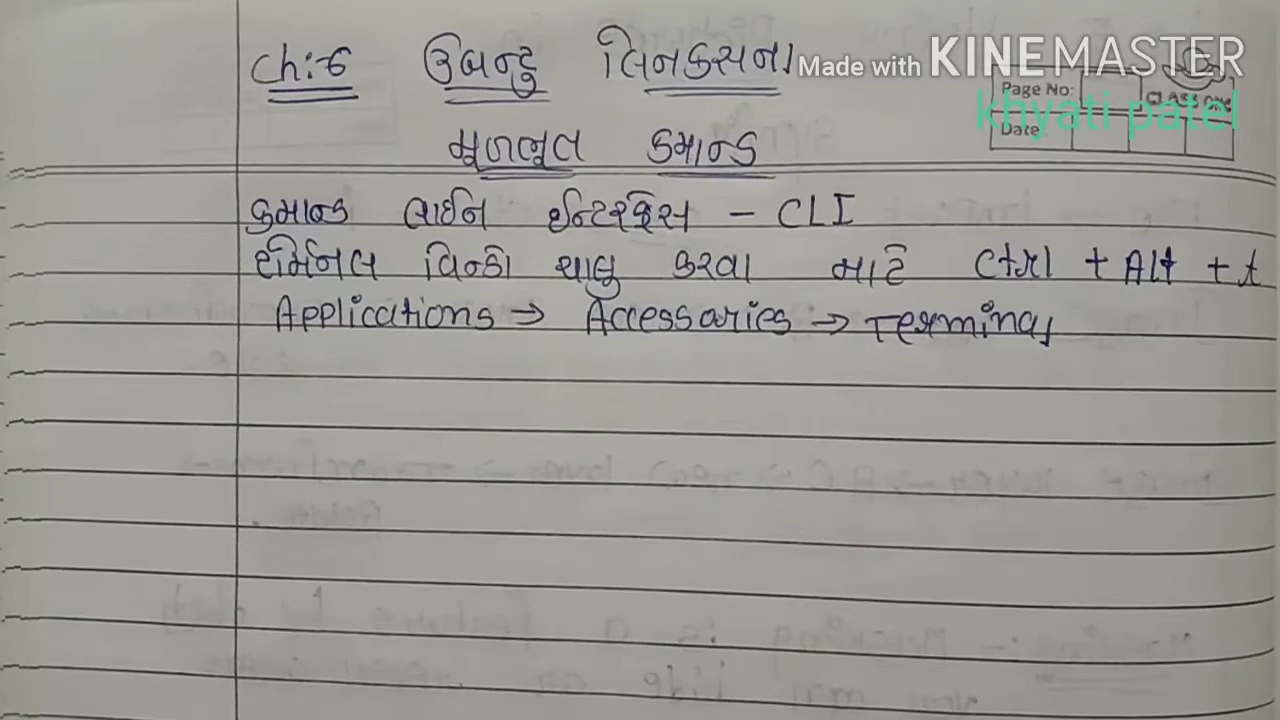 ch:-6 ઉબન્ટુ લિનક્સના
મૂળભૂત કમાન્ડ
કમાન્ડ લાઈન ઈન્ટરફેસ - CLI
ટર્મિનલ વિન્ડો ચાલુ કરવા માટે Ctrl + Alt + t
Applications → Accessaries → Terminal
Made with KINEMASTER
Page No:
khyati patel
Date: